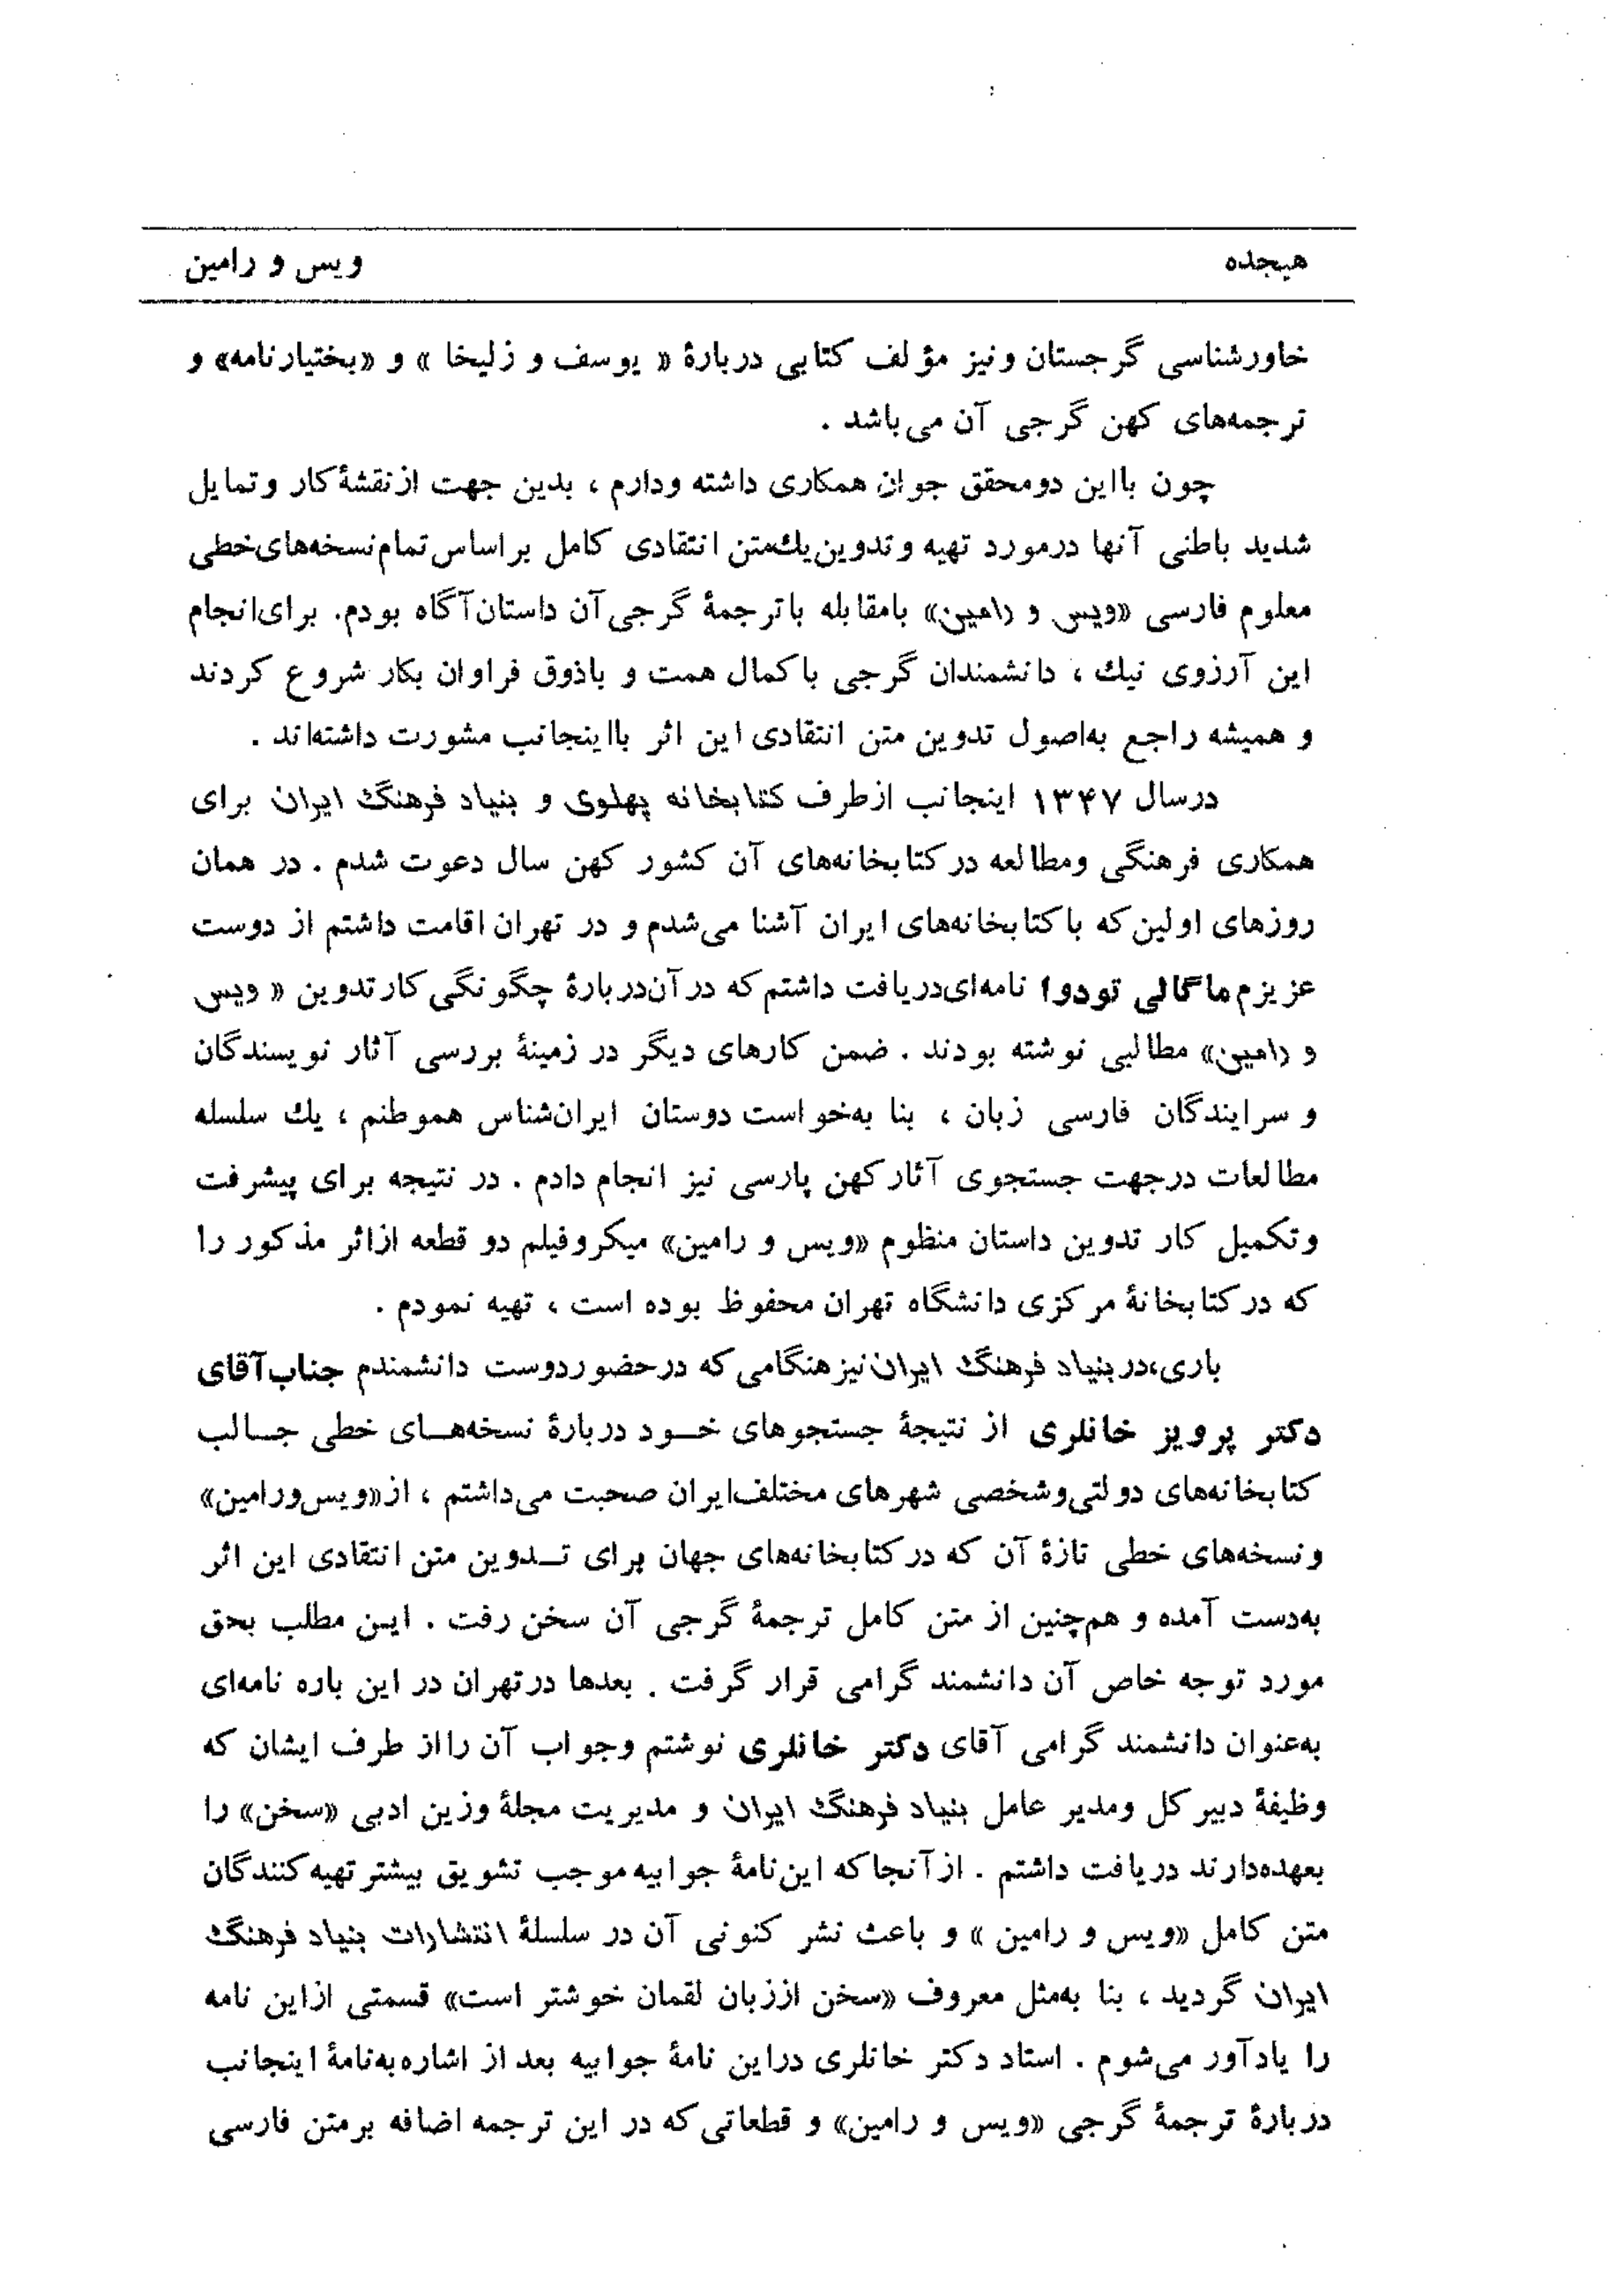 هیجده
ویس و رامین
خاورشناسی گرجستان ونیز مؤلف کتابی دربارهٔ « یوسف و زلیخا » و «بختیارنامه» و
ترجمه‌های کهن گرجی آن می‌باشد .
چون بااین دومحقق جوان همکاری داشته ودارم ، بدین جهت ازنقشهٔ کار وتمایل
شدید باطنی آنها درمورد تهیه وتدوین‌یك‌متن انتقادی کامل براساس تمام‌نسخه‌های‌خطی
معلوم فارسی «ویس و رامین» بامقابله باترجمهٔ گرجی‌آن داستان‌آگاه بودم. برای‌انجام
این آرزوی نیك ، دانشمندان گرجی باکمال همت و باذوق فراوان بکار شروع کردند
و همیشه راجع به‌اصول تدوین متن انتقادی این اثر بااینجانب مشورت داشته‌اند .
درسال ۱۳۴۷ اینجانب ازطرف کتابخانه پهلوی و بنیاد فرهنگ ایران برای
همکاری فرهنگی ومطالعه درکتابخانه‌های آن کشور کهن سال دعوت شدم . در همان
روزهای اولین‌که باکتابخانه‌های ایران آشنا می‌شدم و در تهران اقامت داشتم از دوست
عزیزم ماگالی تودوا نامه‌ای‌دریافت داشتم‌که درآن‌دربارهٔ چگونگی‌کارتدوین « ویس
و رامین» مطالبی نوشته بودند . ضمن کارهای دیگر در زمینهٔ بررسی آثار نویسندگان
و سرایندگان فارسی زبان ، بنا به‌خواست دوستان ایران‌شناس هموطنم ، یك سلسله
مطالعات درجهت جستجوی آثارکهن پارسی نیز انجام دادم . در نتیجه برای پیشرفت
وتکمیل کار تدوین داستان منظوم «ویس و رامین» میکروفیلم دو قطعه ازاثر مذکور را
که درکتابخانهٔ مرکزی دانشگاه تهران محفوظ بوده است ، تهیه نمودم .
باری،در بنیاد فرهنگ ایران‌نیز هنگامی‌که درحضوردوست دانشمندم جناب‌آقای
دکتر پرویز خانلری از نتیجهٔ جستجوهای خـود دربارهٔ نسخه‌هـای خطی جـالب
کتابخانه‌های دولتی‌وشخصی شهرهای مختلف‌ایران صحبت می‌داشتم ، از«ویس‌ورامین»
ونسخه‌های خطی تازهٔ آن که درکتابخانه‌های جهان برای تـدوین متن انتقادی این اثر
به‌دست آمده و هم‌چنین از متن کامل ترجمهٔ گرجی آن سخن رفت . ایـن مطلب بحق
مورد توجه خاص آن دانشمند گرامی قرار گرفت . بعدها درتهران در این باره نامه‌ای
به‌عنوان دانشمند گرامی آقای دکتر خانلری نوشتم وجواب آن رااز طرف ایشان که
وظیفهٔ دبیرکل ومدیر عامل بنیاد فرهنگ ایران و مدیریت مجلهٔ وزین ادبی «سخن» را
بعهده‌دارند دریافت داشتم . ازآنجاکه این‌نامهٔ جوابیه‌موجب تشویق بیشترتهیه‌کنندگان
متن کامل «ویس و رامین » و باعث نشر کنونی آن در سلسلهٔ انتشارات بنیاد فرهنگ
ایران گردید ، بنا به‌مثل معروف «سخن اززبان لقمان خوشتر است» قسمتی ازاین نامه
را یادآور می‌شوم . استاد دکتر خانلری دراین نامهٔ جوابیه بعد از اشاره‌به‌نامهٔ اینجانب
دربارهٔ ترجمهٔ گرجی «ویس و رامین» و قطعاتی‌که در این ترجمه اضافه برمتن فارسی